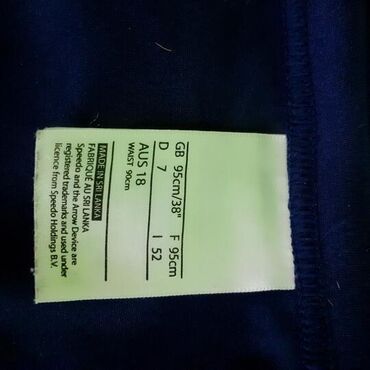 GB 95cm/38" F 95cm
D 7 I 52
AUS 18
WAIST 90cm
MADE IN SRI LANKA
FABRIQUÉ AU SRI LANKA
Speedo and the Arrow Device are
registered trademarks and used under
licence from Speedo Holdings B.V.